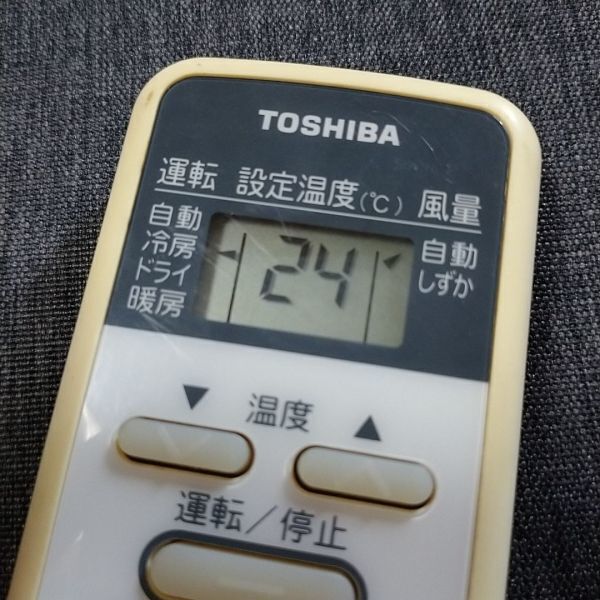 TOSHIBA
運転 設定温度(℃) 風量
自動
冷房
ドライ
暖房
24
自動
しずか
▼ 温度 ▲
運転/停止